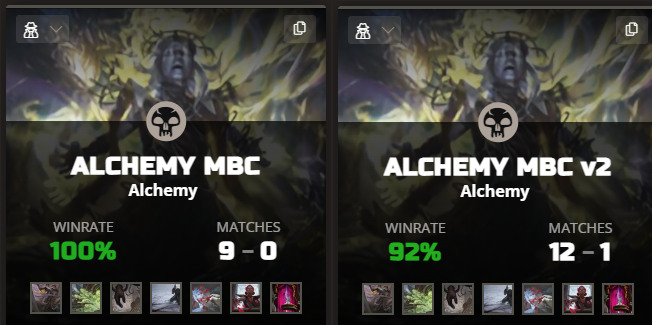 ALCHEMY MBC
Alchemy
WINRATE MATCHES
100% 9 – 0
ALCHEMY MBC v2
Alchemy
WINRATE MATCHES
92% 12 – 1